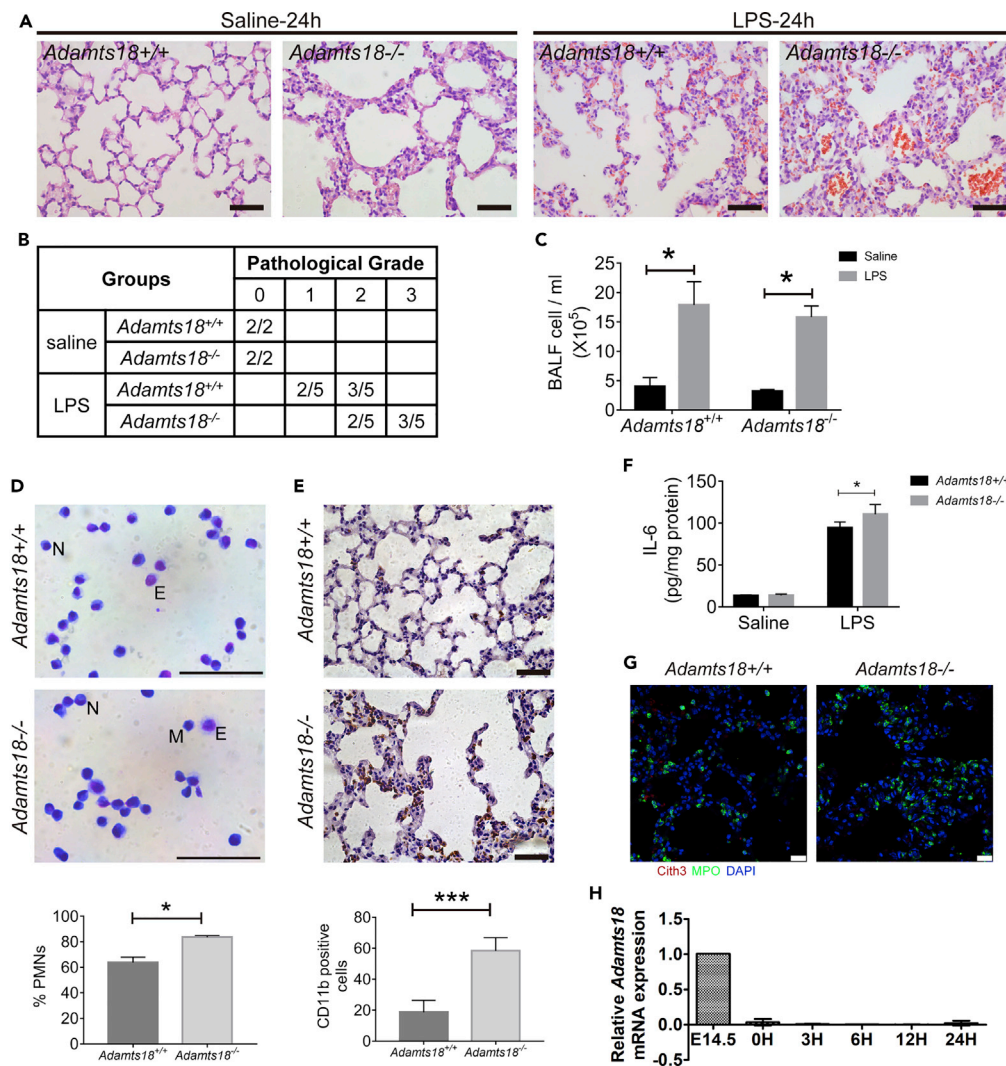 A
Saline-24h
LPS-24h
Adamts18+/+
Adamts18-/-
Adamts18+/+
Adamts18-/-
B
Groups
Pathological Grade
0 1 2 3
saline
Adamts18+/+
2/2
Adamts18-/-
2/2
LPS
Adamts18+/+
2/5 3/5
Adamts18-/-
2/5 3/5
C
BALF cell / ml
(X10⁵)
25
20
15
10
5
0
*
*
Saline
LPS
Adamts18+/+
Adamts18-/-
D
Adamts18+/+
N
E
Adamts18-/-
N
M
E
% PMNs
100
80
60
40
20
0
*
Adamts18+/+
Adamts18-/-
E
Adamts18+/+
Adamts18-/-
CD11b positive
cells
80
60
40
20
0
***
Adamts18+/+
Adamts18-/-
F
IL-6
(pg/mg protein)
150
100
50
0
*
Adamts18+/+
Adamts18-/-
Saline
LPS
G
Adamts18+/+
Adamts18-/-
Cith3 MPO DAPI
H
Relative Adamts18
mRNA expression
1.5
1.0
0.5
0.0
-0.5
E14.5 0H 3H 6H 12H 24H